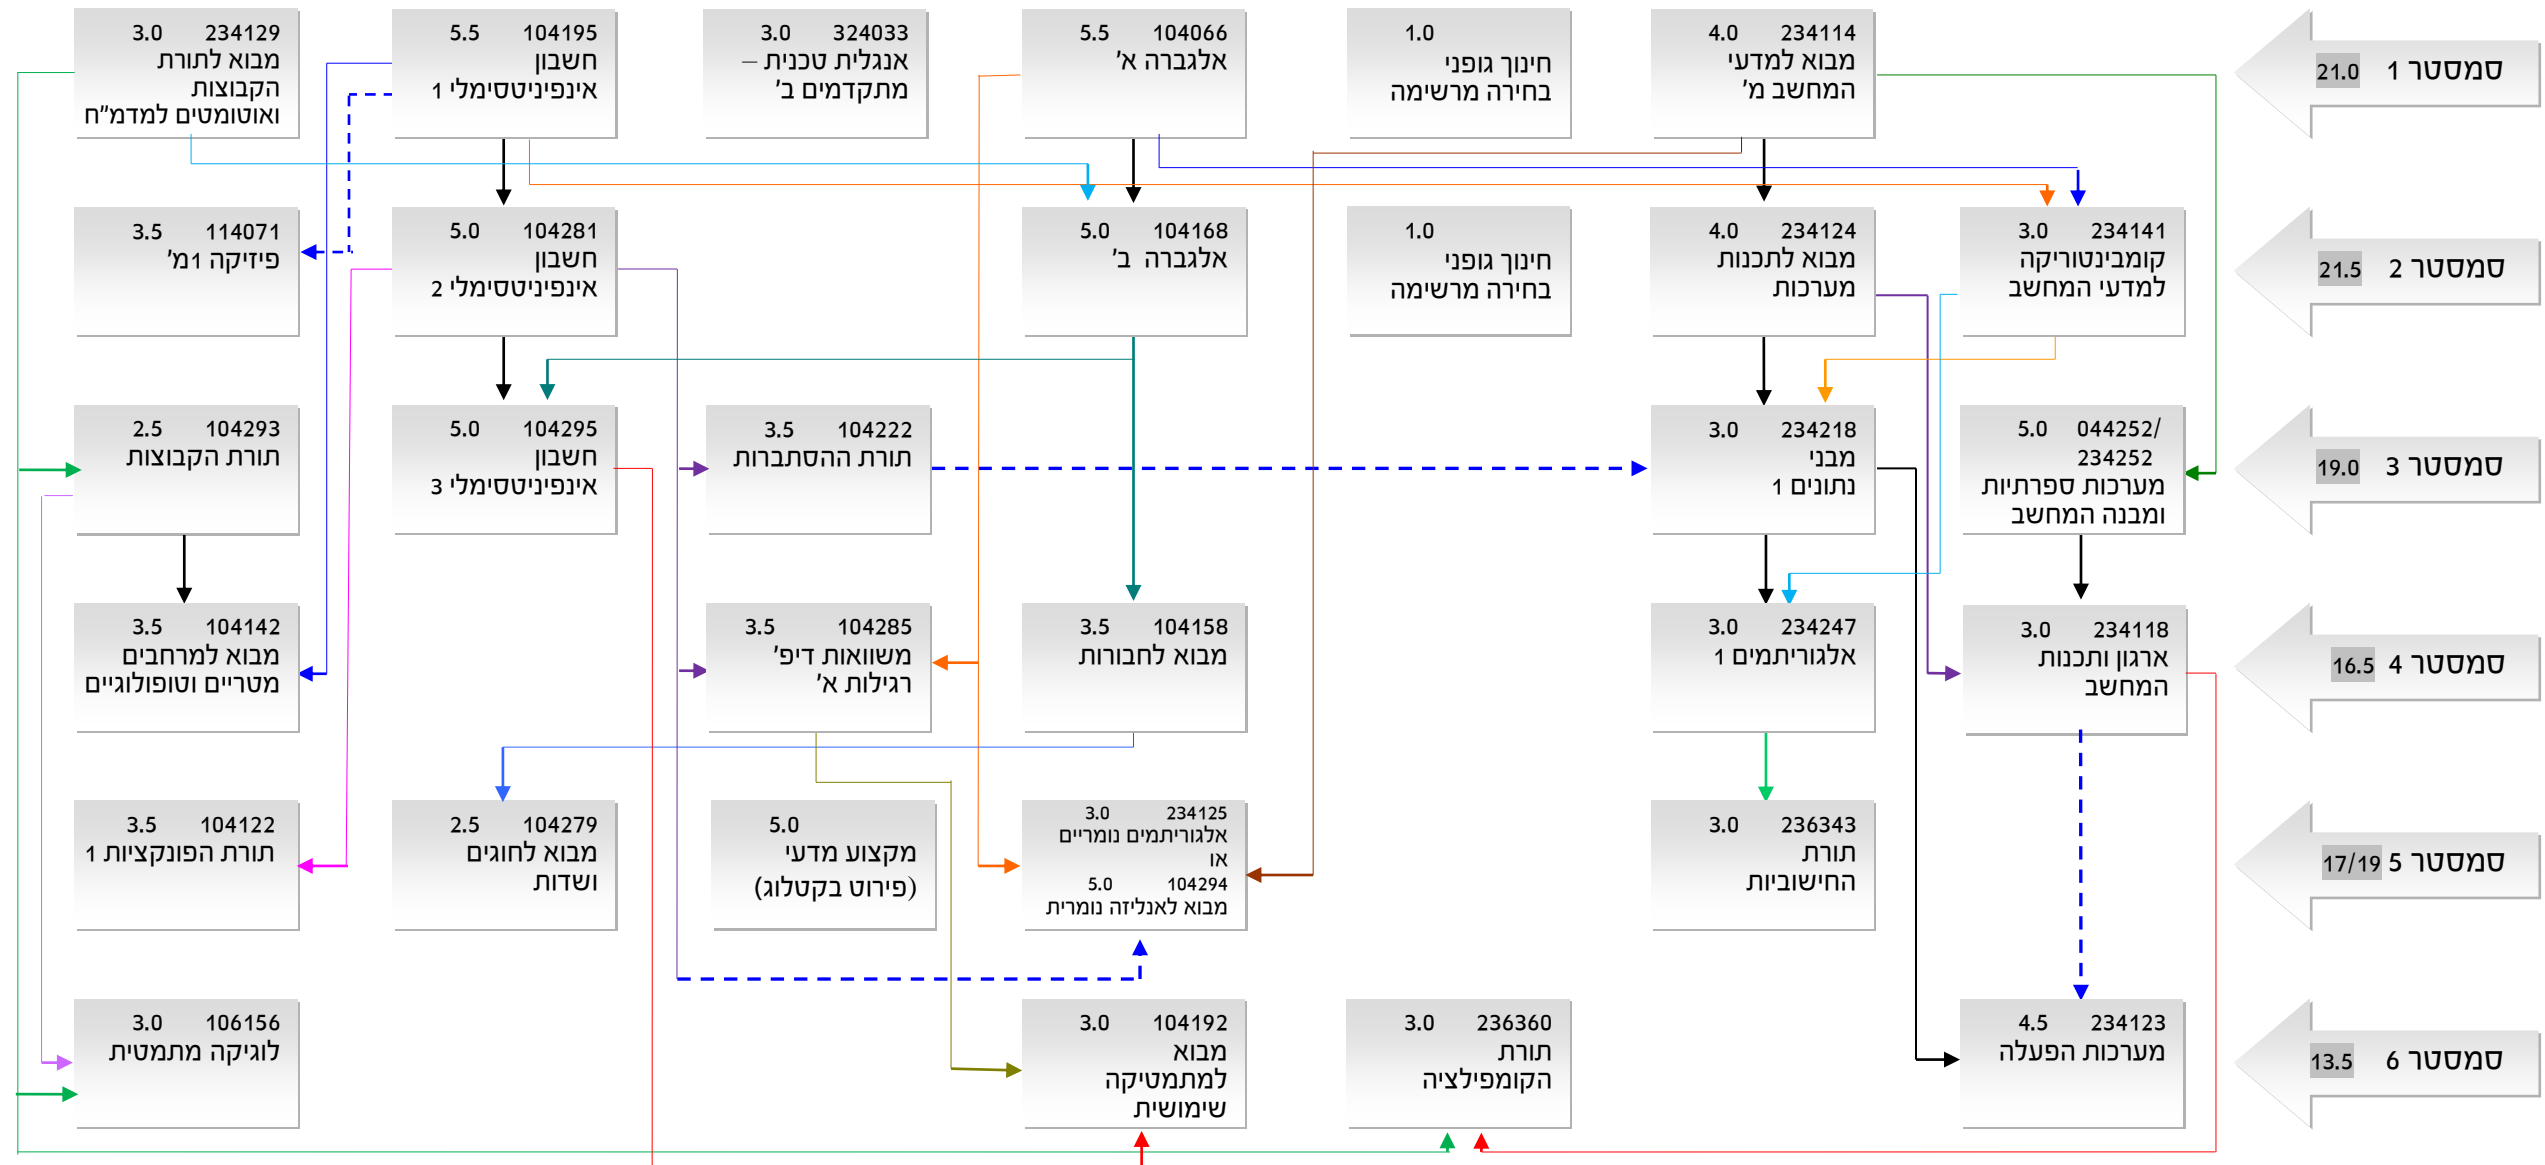 סמסטר 1 21.0
234114 4.0
מבוא למדעי
המחשב מ'
1.0
חינוך גופני
בחירה מרשימה
104066 5.5
אלגברה א'
324033 3.0
אנגלית טכנית –
מתקדמים ב'
104195 5.5
חשבון
אינפיניטסימלי 1
234129 3.0
מבוא לתורת
הקבוצות
ואוטומטים למדמ"ח
סמסטר 2 21.5
234141 3.0
קומבינטוריקה
למדעי המחשב
234124 4.0
מבוא לתכנות
מערכות
1.0
חינוך גופני
בחירה מרשימה
104168 5.0
אלגברה ב'
104281 5.0
חשבון
אינפיניטסימלי 2
114071 3.5
פיזיקה 1מ'
סמסטר 3 19.0
044252/ 5.0
234252
מערכות ספרתיות
ומבנה המחשב
234218 3.0
מבני
נתונים 1
104222 3.5
תורת ההסתברות
104295 5.0
חשבון
אינפיניטסימלי 3
104293 2.5
תורת הקבוצות
סמסטר 4 16.5
234118 3.0
ארגון ותכנות
המחשב
234247 3.0
אלגוריתמים 1
104158 3.5
מבוא לחבורות
104285 3.5
משוואות דיפ'
רגילות א'
104142 3.5
מבוא למרחבים
מטריים וטופולוגיים
סמסטר 5 17/19
236343 3.0
תורת
החישוביות
234125 3.0
אלגוריתמים נומריים
או
104294 5.0
מבוא לאנליזה נומרית
5.0
מקצוע מדעי
(פירוט בקטלוג)
104279 2.5
מבוא לחוגים
ושדות
104122 3.5
תורת הפונקציות 1
סמסטר 6 13.5
234123 4.5
מערכות הפעלה
236360 3.0
תורת
הקומפילציה
104192 3.0
מבוא
למתמטיקה
שימושית
106156 3.0
לוגיקה מתמטית